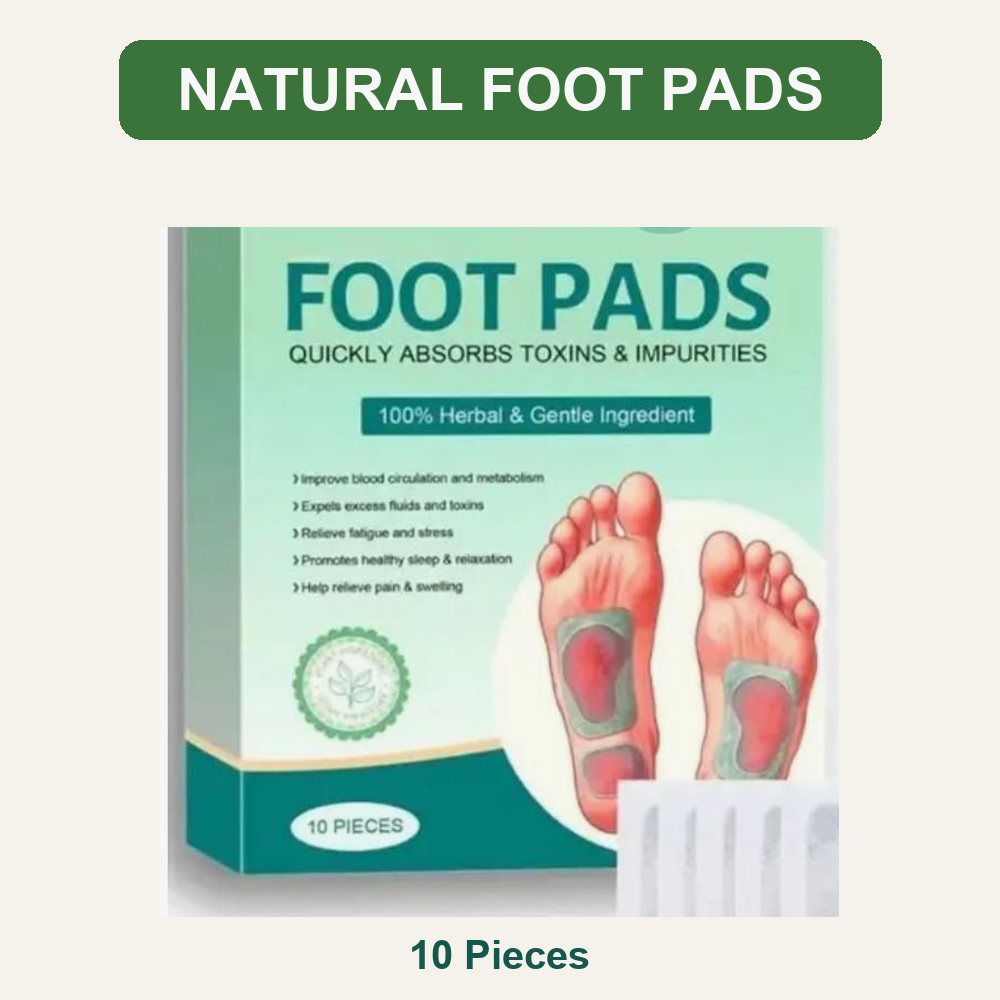 NATURAL FOOT PADS
FOOT PADS
QUICKLY ABSORBS TOXINS & IMPURITIES
100% Herbal & Gentle Ingredient
› Improve blood circulation and metabolism
› Expels excess fluids and toxins
› Relieve fatigue and stress
› Promotes healthy sleep & relaxation
› Help relieve pain & swelling
10 PIECES
10 Pieces